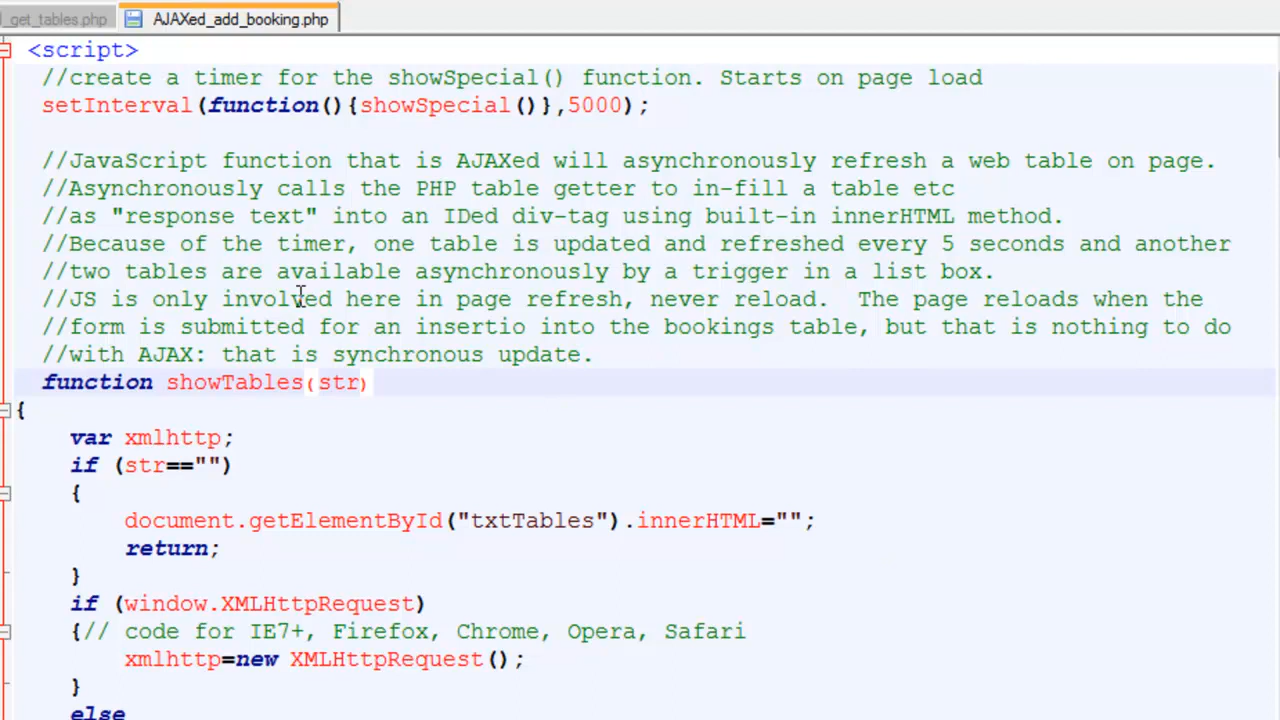 _get_tables.php AJAXed_add_booking.php
<script>
//create a timer for the showSpecial() function. Starts on page load
setInterval(function(){showSpecial()},5000);
//JavaScript function that is AJAXed will asynchronously refresh a web table on page.
//Asynchronously calls the PHP table getter to in-fill a table etc
//as "response text" into an IDed div-tag using built-in innerHTML method.
//Because of the timer, one table is updated and refreshed every 5 seconds and another
//two tables are available asynchronously by a trigger in a list box.
//JS is only involved here in page refresh, never reload.  The page reloads when the
//form is submitted for an insertio into the bookings table, but that is nothing to do
//with AJAX: that is synchronous update.
function showTables(str)
{
var xmlhttp;
if (str=="")
{
document.getElementById("txtTables").innerHTML="";
return;
}
if (window.XMLHttpRequest)
{// code for IE7+, Firefox, Chrome, Opera, Safari
xmlhttp=new XMLHttpRequest();
}
else